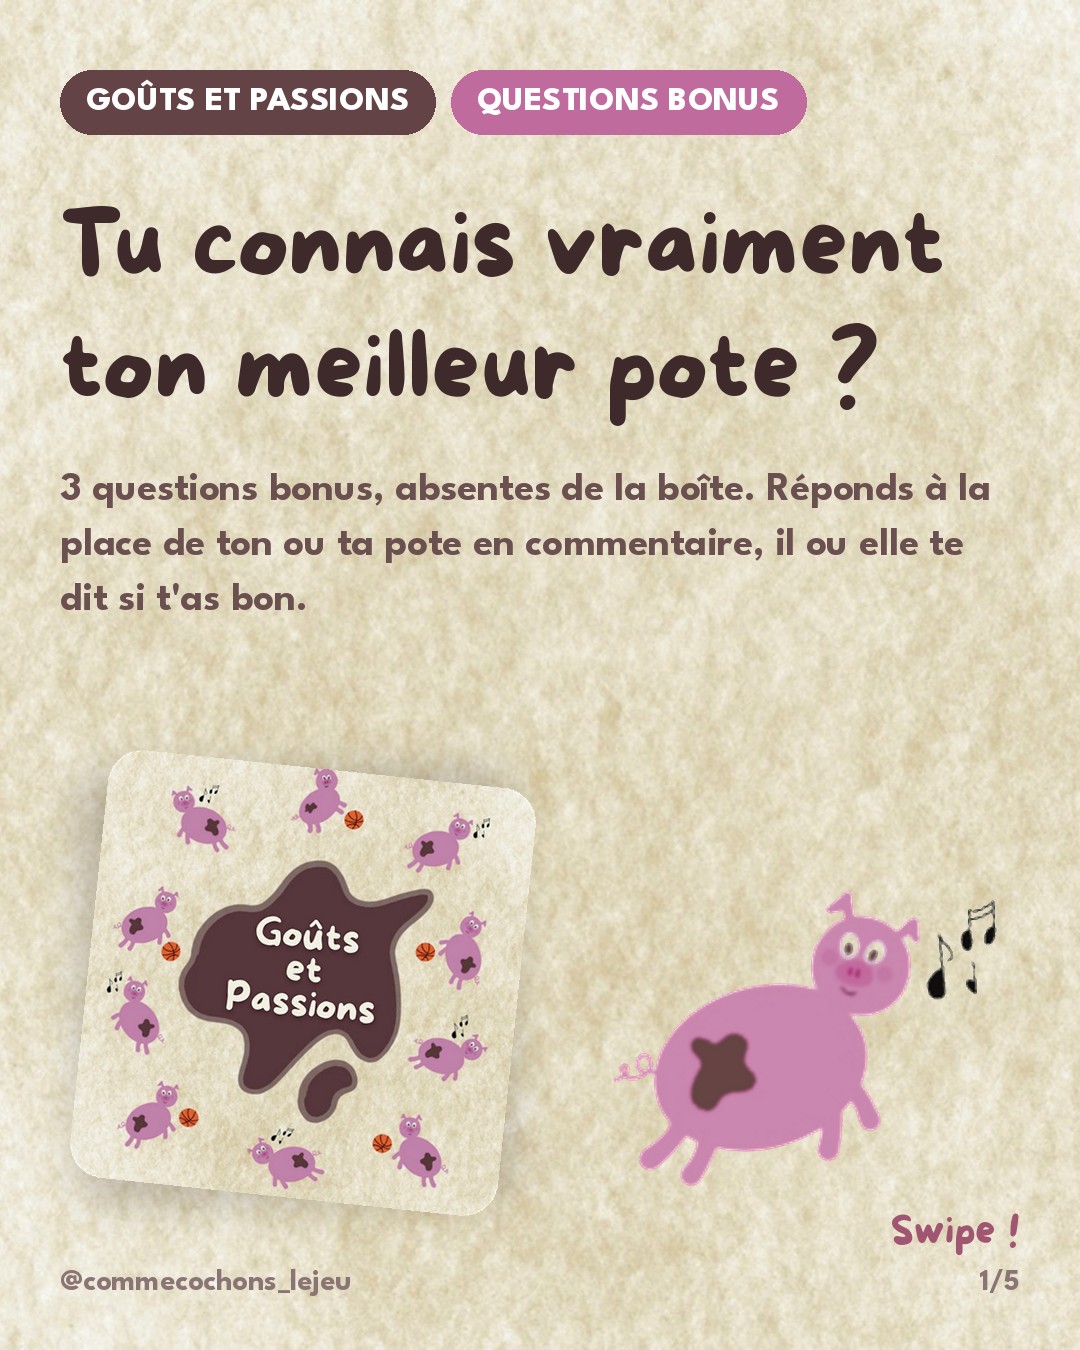 GOÛTS ET PASSIONS
QUESTIONS BONUS
Tu connais vraiment
ton meilleur pote ?
3 questions bonus, absentes de la boîte. Réponds à la
place de ton ou ta pote en commentaire, il ou elle te
dit si t'as bon.
Goûts
et
Passions
Swipe !
@commecochons_lejeu
1/5